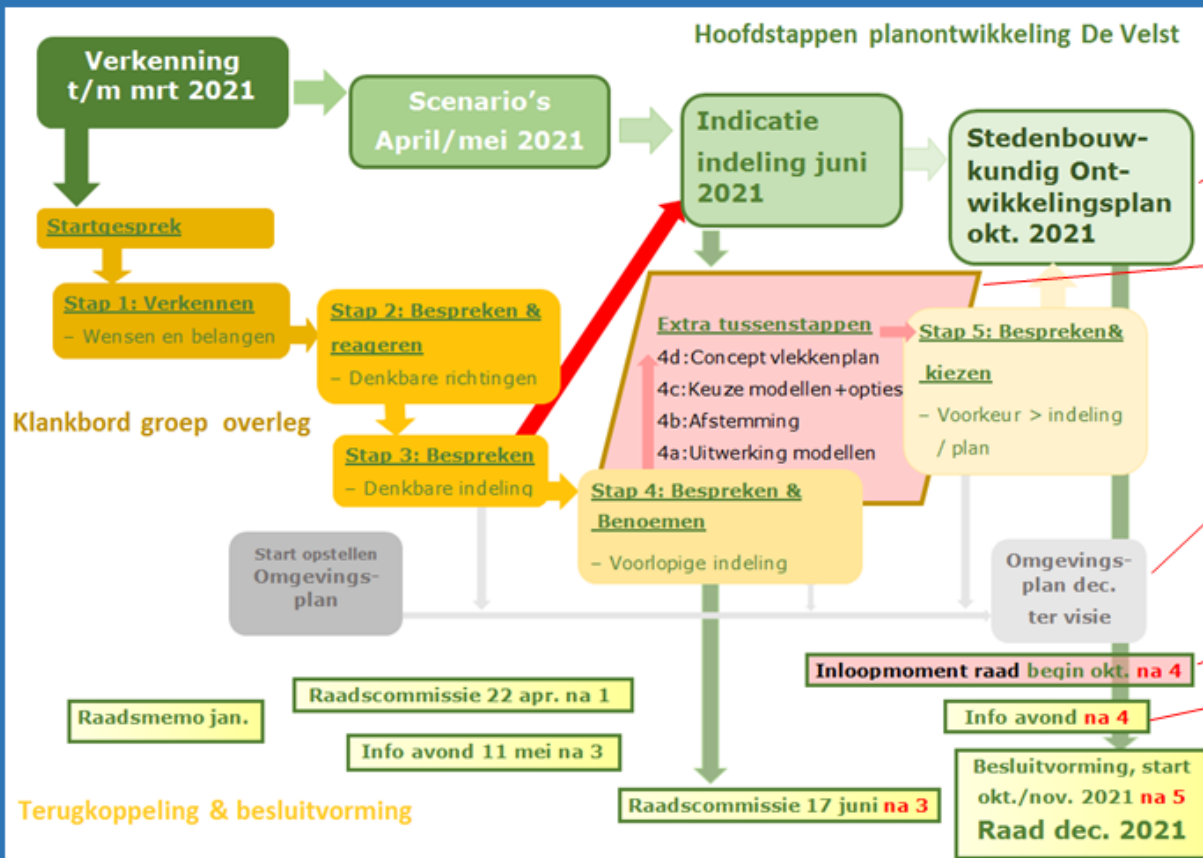 Hoofdstappen planontwikkeling De Velst
Verkenning
t/m mrt 2021
Scenario's
April/mei 2021
Indicatie
indeling juni
2021
Stedenbouw-
kundig Ont-
wikkelingsplan
okt. 2021
Startgesprek
Stap 1: Verkennen
– Wensen en belangen
Stap 2: Bespreken &
reageren
– Denkbare richtingen
Klankbord groep overleg
Stap 3: Bespreken
– Denkbare indeling
Extra tussenstappen
4d:Concept vlekkenplan
4c:Keuze modellen+opties
4b:Afstemming
4a:Uitwerking modellen
Stap 4: Bespreken &
Benoemen
– Voorlopige indeling
Stap 5: Bespreken&
kiezen
– Voorkeur > indeling
/ plan
Start opstellen
Omgevings-
plan
Omgevings-
plan dec.
ter visie
Raadsmemo jan.
Raadscommissie 22 apr. na 1
Info avond 11 mei na 3
Raadscommissie 17 juni na 3
Inloopmoment raad begin okt. na 4
Info avond na 4
Besluitvorming, start
okt./nov. 2021 na 5
Raad dec. 2021
Terugkoppeling & besluitvorming